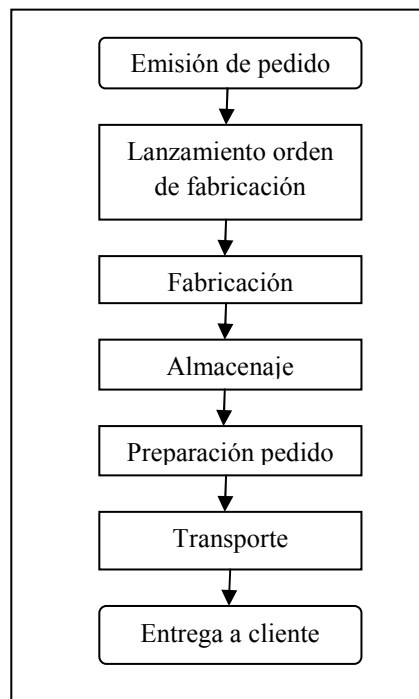 Emisión de pedido
Lanzamiento orden
de fabricación
Fabricación
Almacenaje
Preparación pedido
Transporte
Entrega a cliente